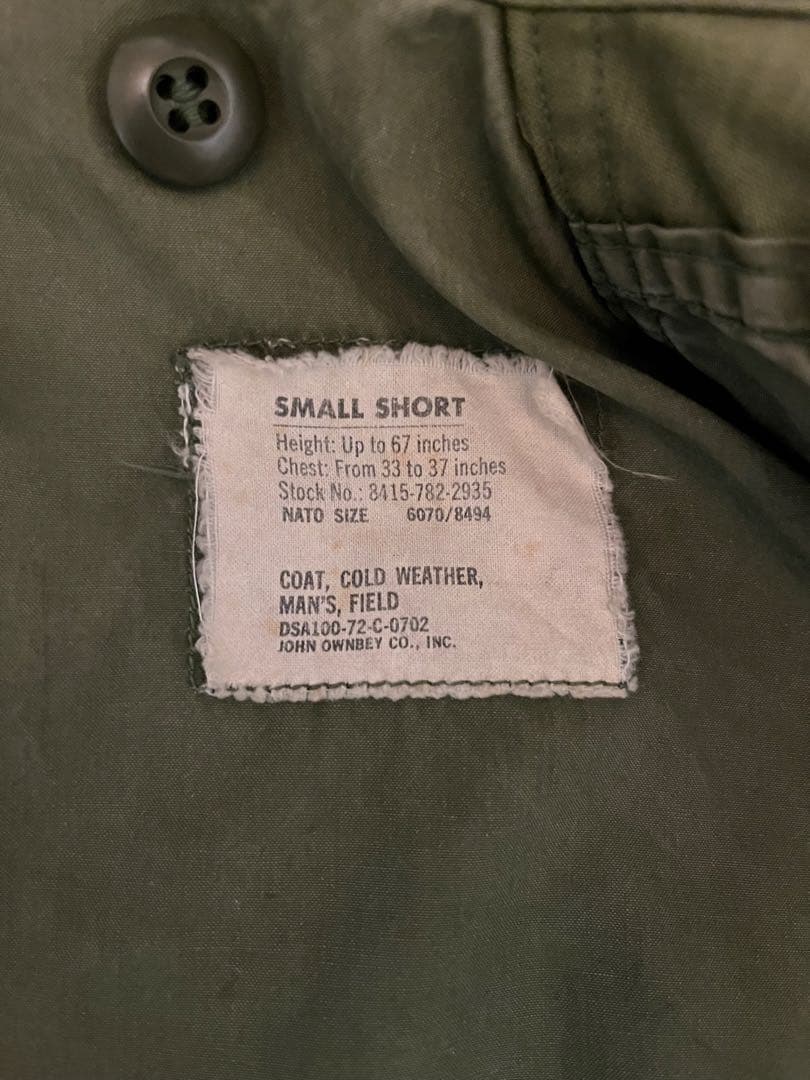 SMALL SHORT
Height: Up to 67 inches
Chest: From 33 to 37 inches
Stock No.: 8415-782-2935
NATO SIZE 6070/8494
COAT, COLD WEATHER,
MAN'S, FIELD
DSA100-72-C-0702
JOHN OWNBEY CO., INC.